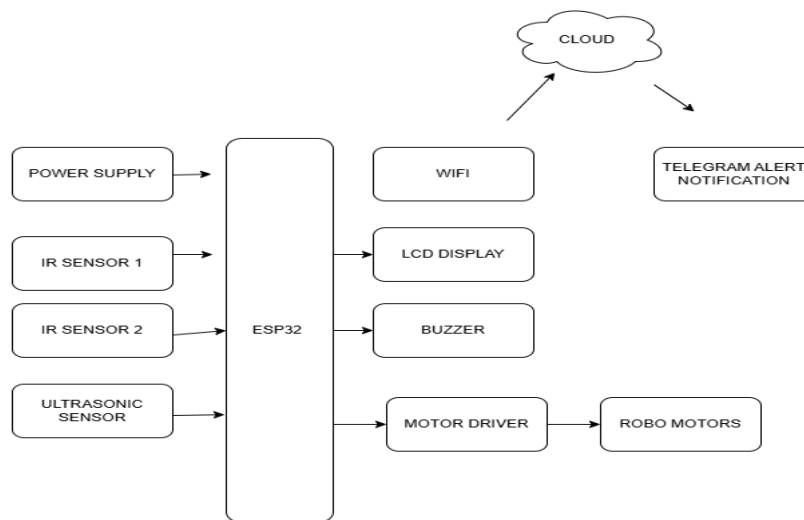 CLOUD
POWER SUPPLY
WIFI
TELEGRAM ALERT
NOTIFICATION
IR SENSOR 1
LCD DISPLAY
IR SENSOR 2
ESP32
BUZZER
ULTRASONIC
SENSOR
MOTOR DRIVER
ROBO MOTORS